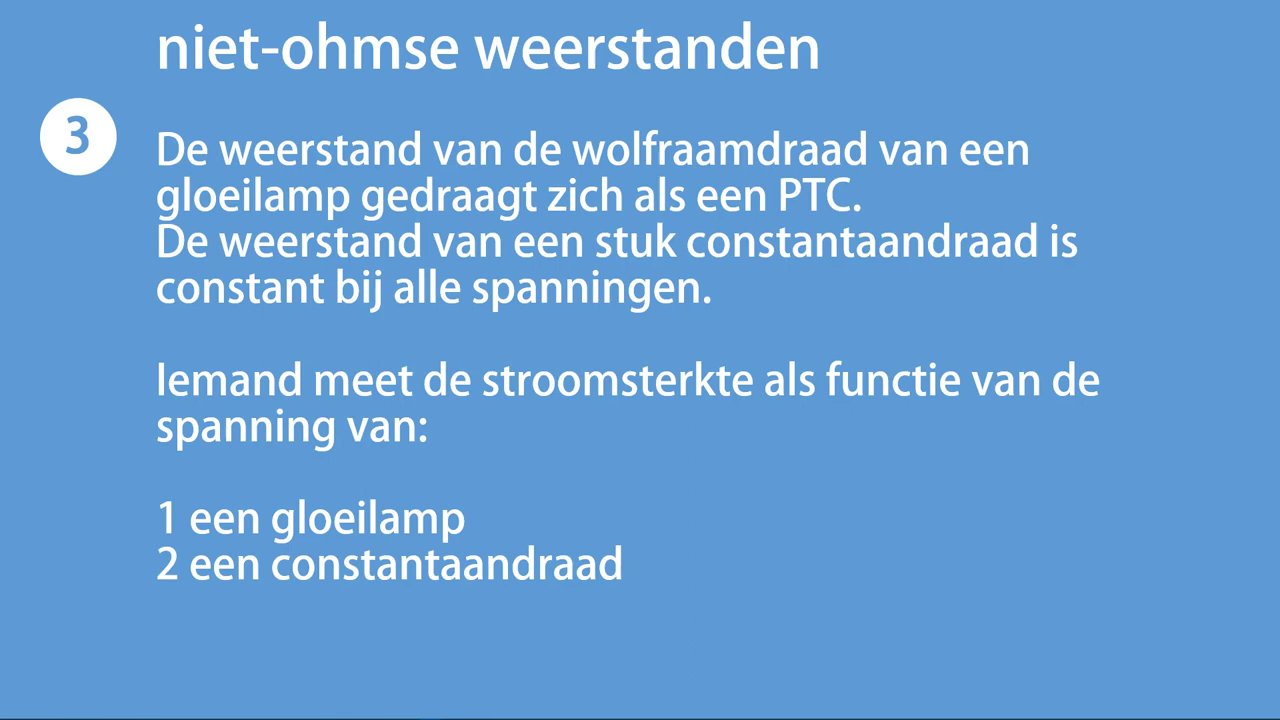 niet-ohmse weerstanden
3
De weerstand van de wolfraamdraad van een
gloeilamp gedraagt zich als een PTC.
De weerstand van een stuk constantaandraad is
constant bij alle spanningen.
Iemand meet de stroomsterkte als functie van de
spanning van:
1 een gloeilamp
2 een constantaandraad